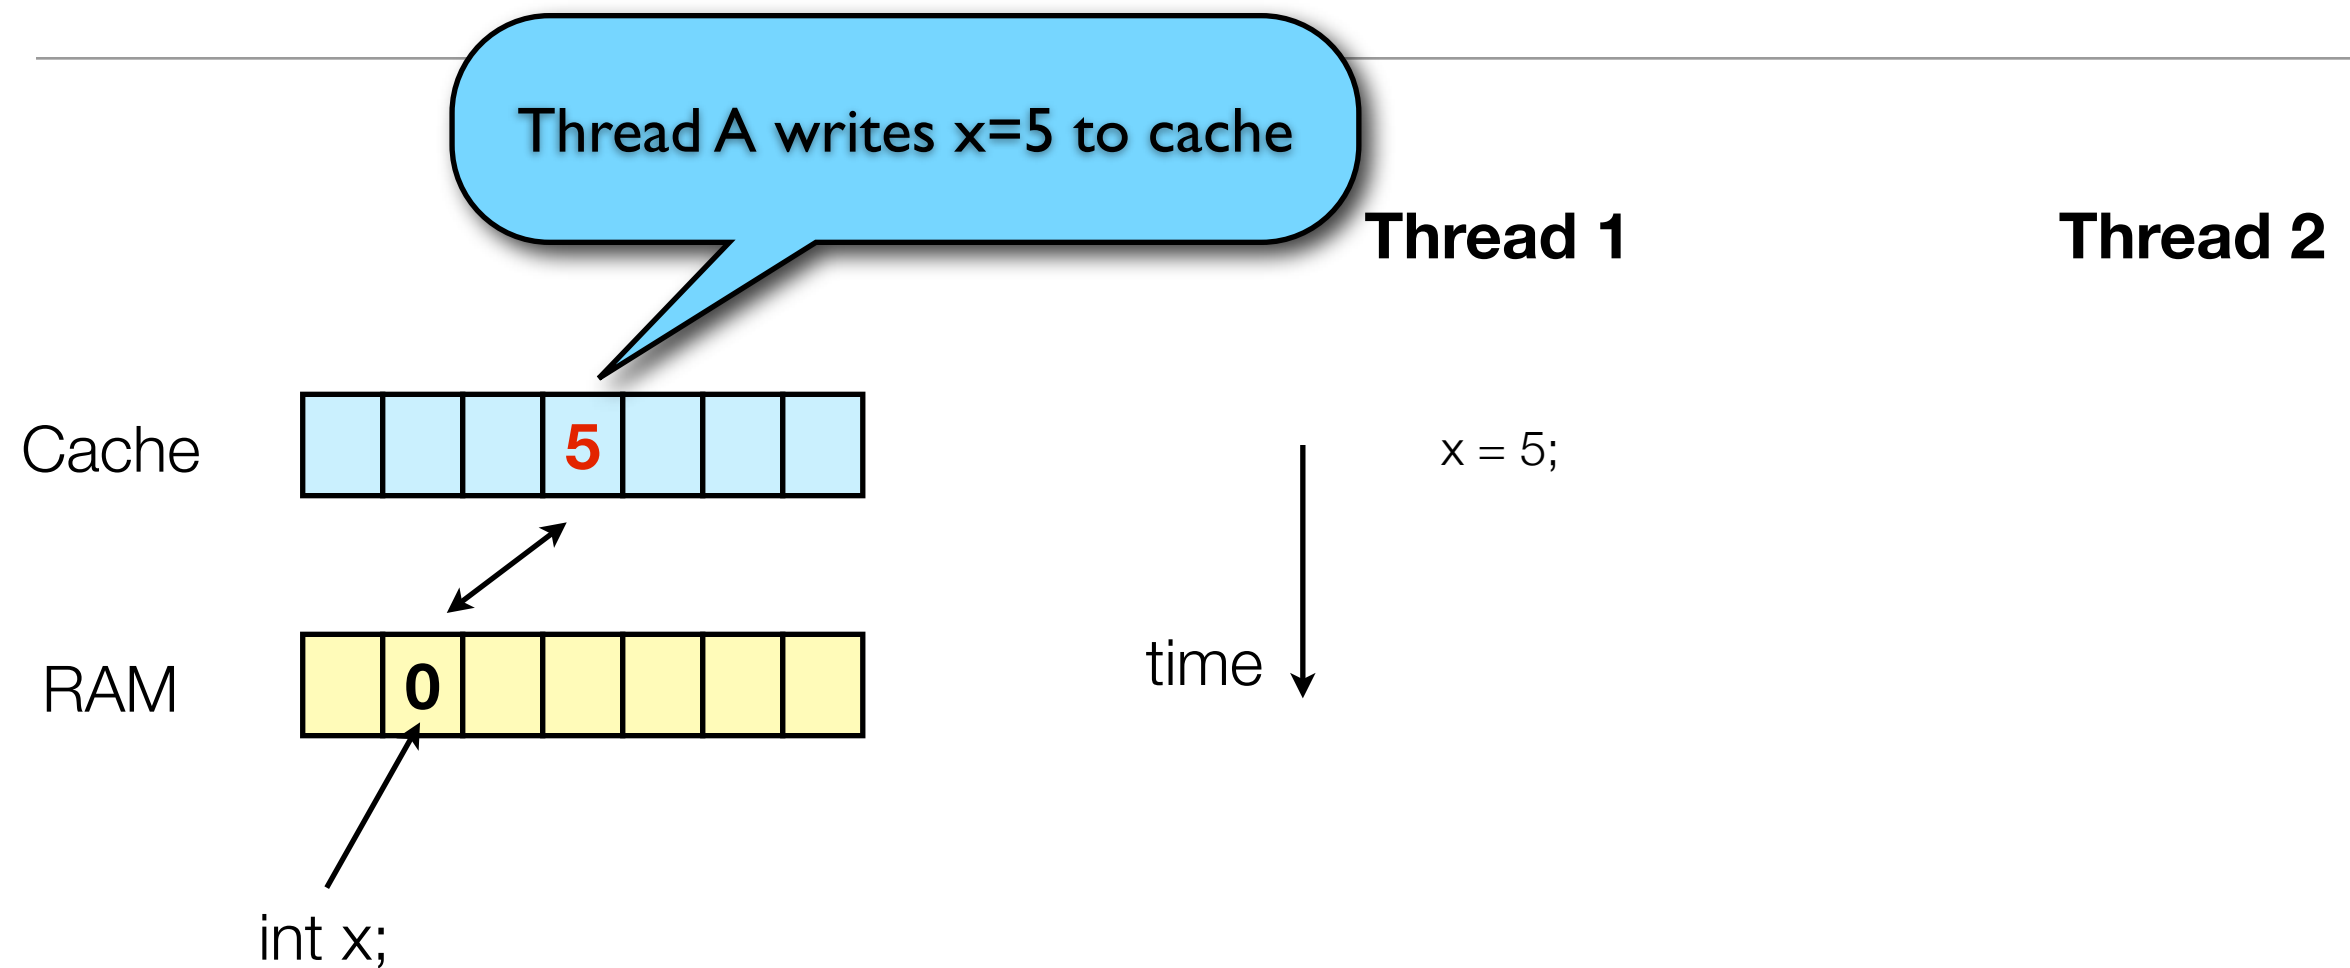 Thread A writes x=5 to cache
Thread 1
Thread 2
Cache
5
x = 5;
RAM
0
time
int x;